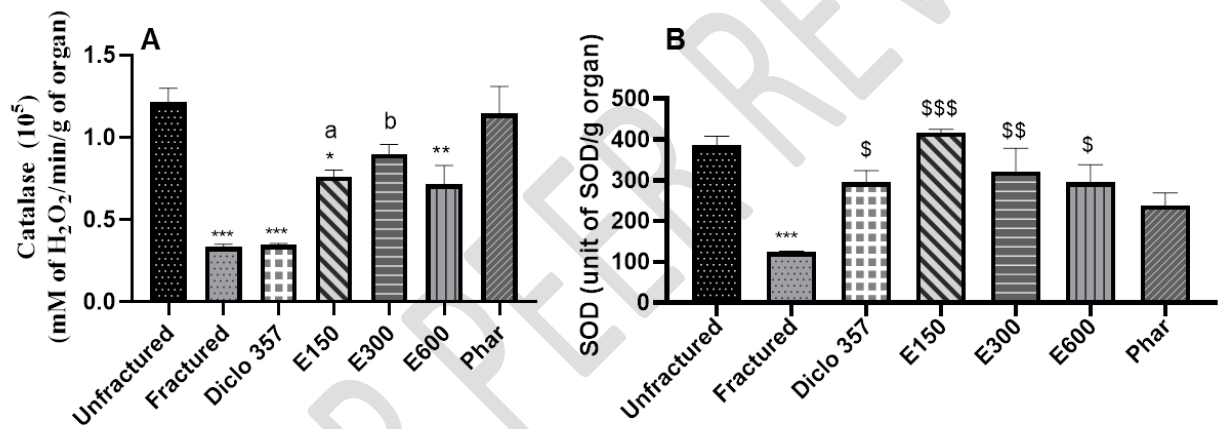 A
Catalase (10⁵)
(mM of H₂O₂/min/g of organ)
1.5
1.0
0.5
0.0
***
***
a
*
b
**
Unfractured
Fractured
Diclo 357
E150
E300
E600
Phar
B
SOD (unit of SOD/g organ)
500
400
300
200
100
0
***
$
$$$
$$
$
Unfractured
Fractured
Diclo 357
E150
E300
E600
Phar
PEER REV